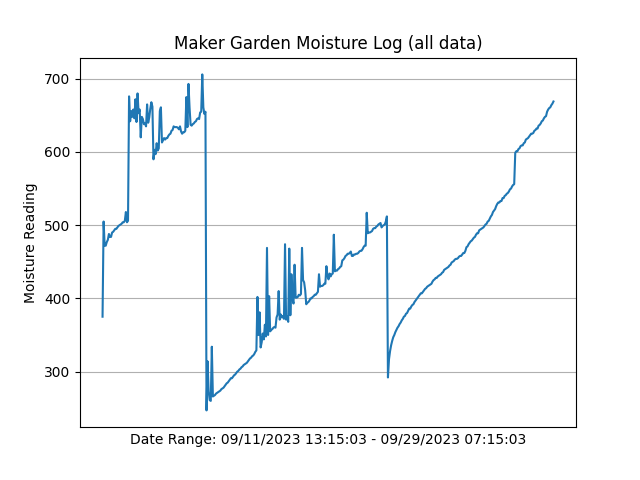 Maker Garden Moisture Log (all data)
700
600
500
400
300
Moisture Reading
Date Range: 09/11/2023 13:15:03 - 09/29/2023 07:15:03